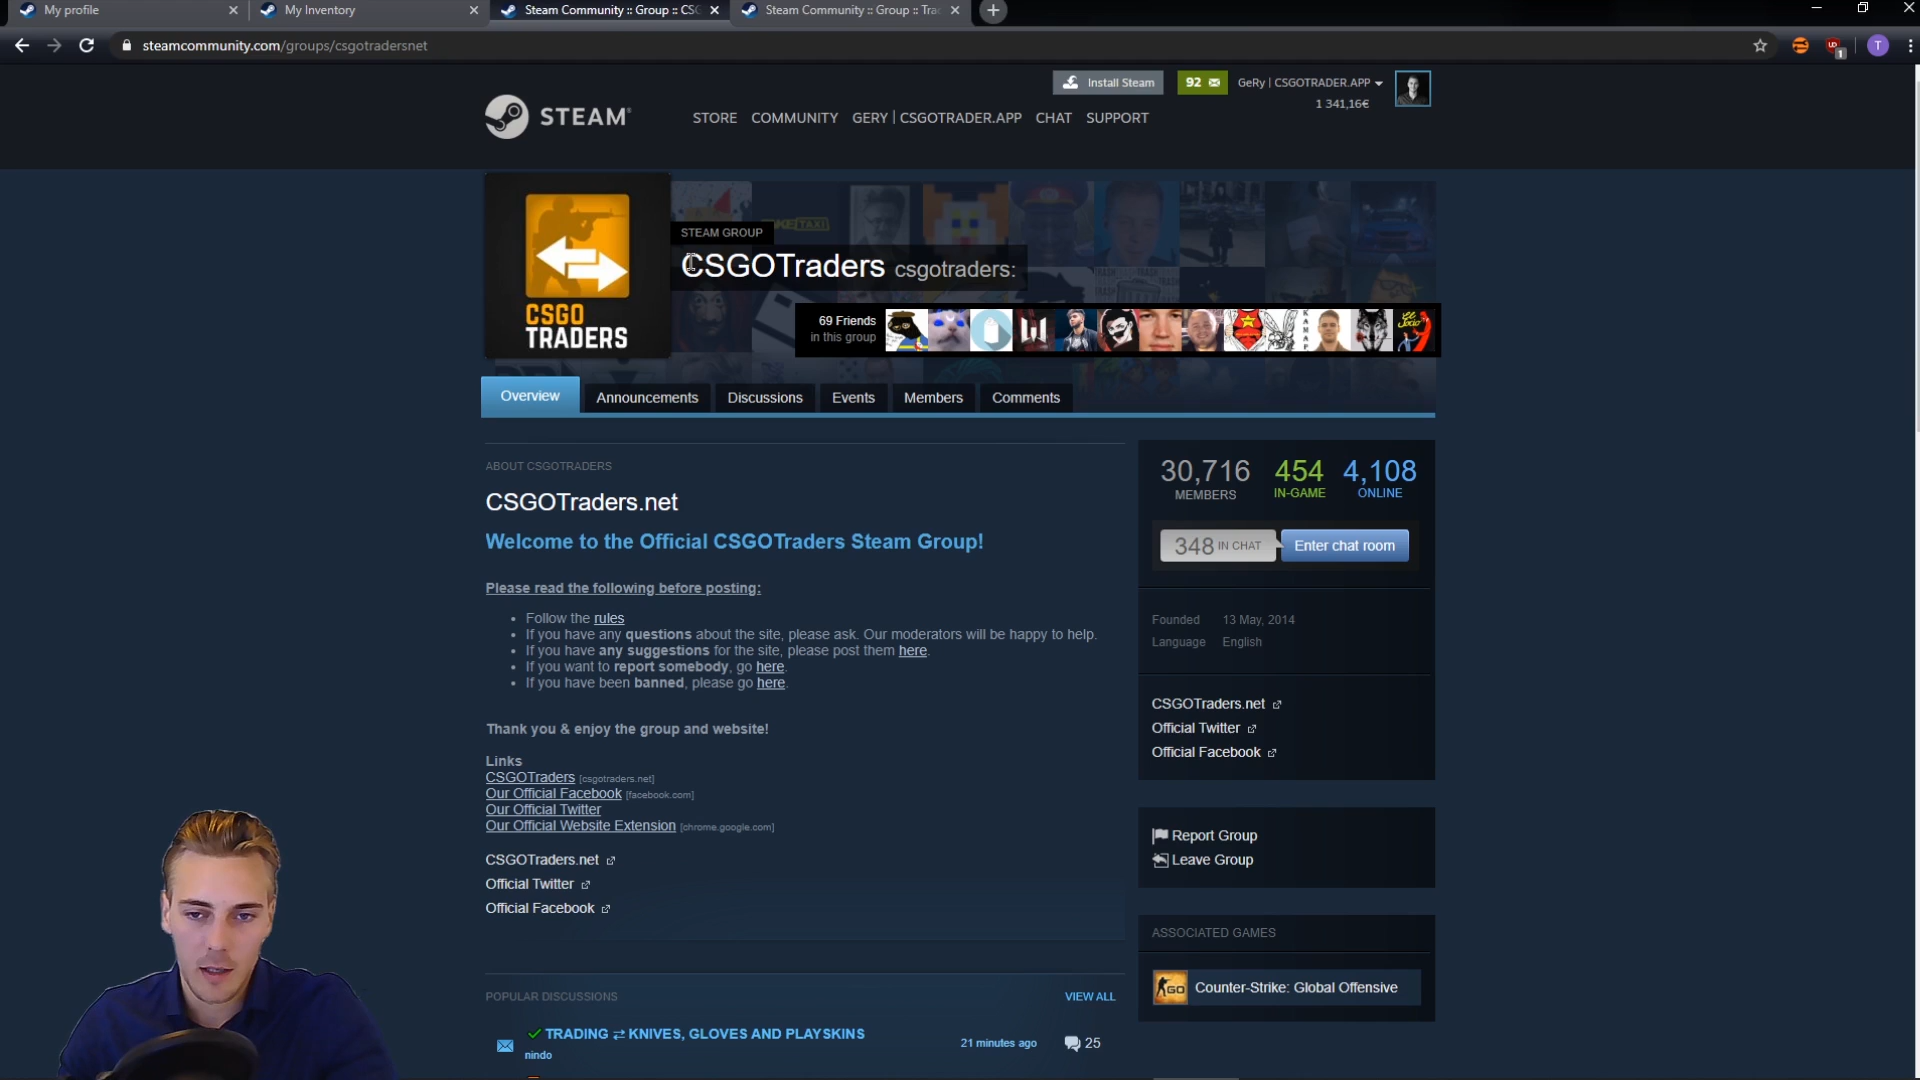 My profile
My Inventory
Steam Community :: Group :: CSG
Steam Community :: Group :: Tra
steamcommunity.com/groups/csgotradersnet
1
T
Install Steam
92
GeRy | CSGOTRADER.APP
1 341,16€
STEAM
STORE COMMUNITY GERY | CSGOTRADER.APP CHAT SUPPORT
STEAM GROUP
CSGOTraders csgotraders:
CSGO
TRADERS
69 Friends
in this group
Overview
Announcements
Discussions
Events
Members
Comments
ABOUT CSGOTRADERS
CSGOTraders.net
Welcome to the Official CSGOTraders Steam Group!
Please read the following before posting:
• Follow the rules
• If you have any questions about the site, please ask. Our moderators will be happy to help.
• If you have any suggestions for the site, please post them here.
• If you want to report somebody, go here.
• If you have been banned, please go here.
Thank you & enjoy the group and website!
Links
CSGOTraders [csgotraders.net]
Our Official Facebook [facebook.com]
Our Official Twitter
Our Official Website Extension [chrome.google.com]
CSGOTraders.net
Official Twitter
Official Facebook
POPULAR DISCUSSIONS
VIEW ALL
TRADING ⇄ KNIVES, GLOVES AND PLAYSKINS
nindo
21 minutes ago
25
30,716 454 4,108
MEMBERS IN-GAME ONLINE
348 IN CHAT
Enter chat room
Founded 13 May, 2014
Language English
CSGOTraders.net
Official Twitter
Official Facebook
Report Group
Leave Group
ASSOCIATED GAMES
GO
Counter-Strike: Global Offensive